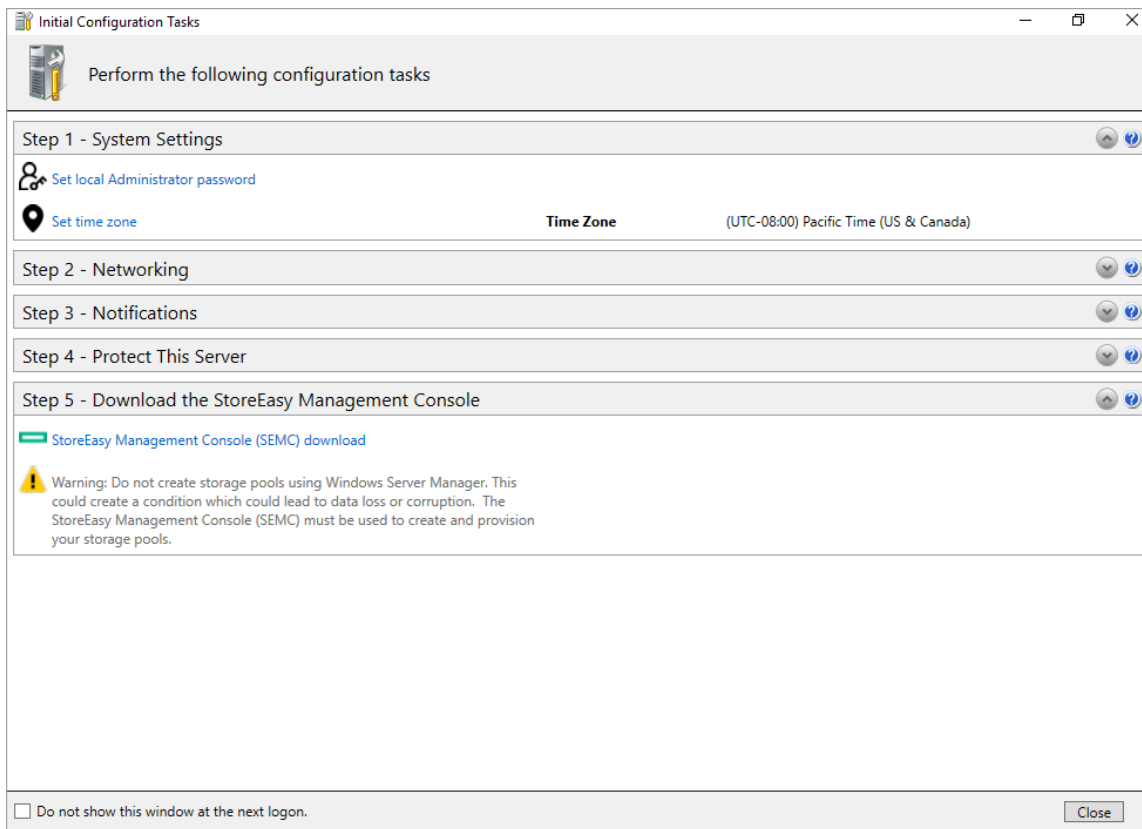 Initial Configuration Tasks
Perform the following configuration tasks
Step 1 - System Settings
Set local Administrator password
Set time zone Time Zone (UTC-08:00) Pacific Time (US & Canada)
Step 2 - Networking
Step 3 - Notifications
Step 4 - Protect This Server
Step 5 - Download the StoreEasy Management Console
StoreEasy Management Console (SEMC) download
Warning: Do not create storage pools using Windows Server Manager. This
could create a condition which could lead to data loss or corruption.  The
StoreEasy Management Console (SEMC) must be used to create and provision
your storage pools.
Do not show this window at the next logon.
Close